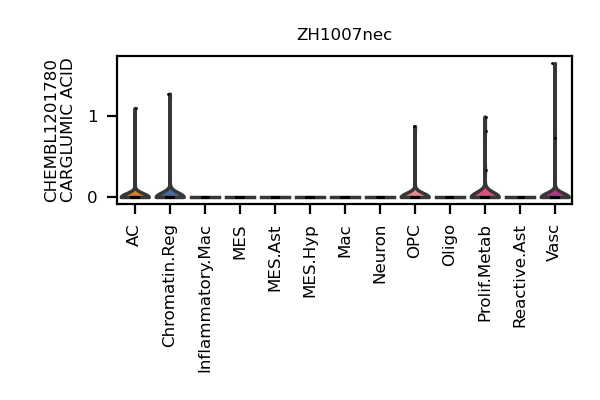 ZH1007nec
CHEMBL1201780
CARGLUMIC ACID
1
0
AC
Chromatin.Reg
Inflammatory.Mac
MES
MES.Ast
MES.Hyp
Mac
Neuron
OPC
Oligo
Prolif.Metab
Reactive.Ast
Vasc